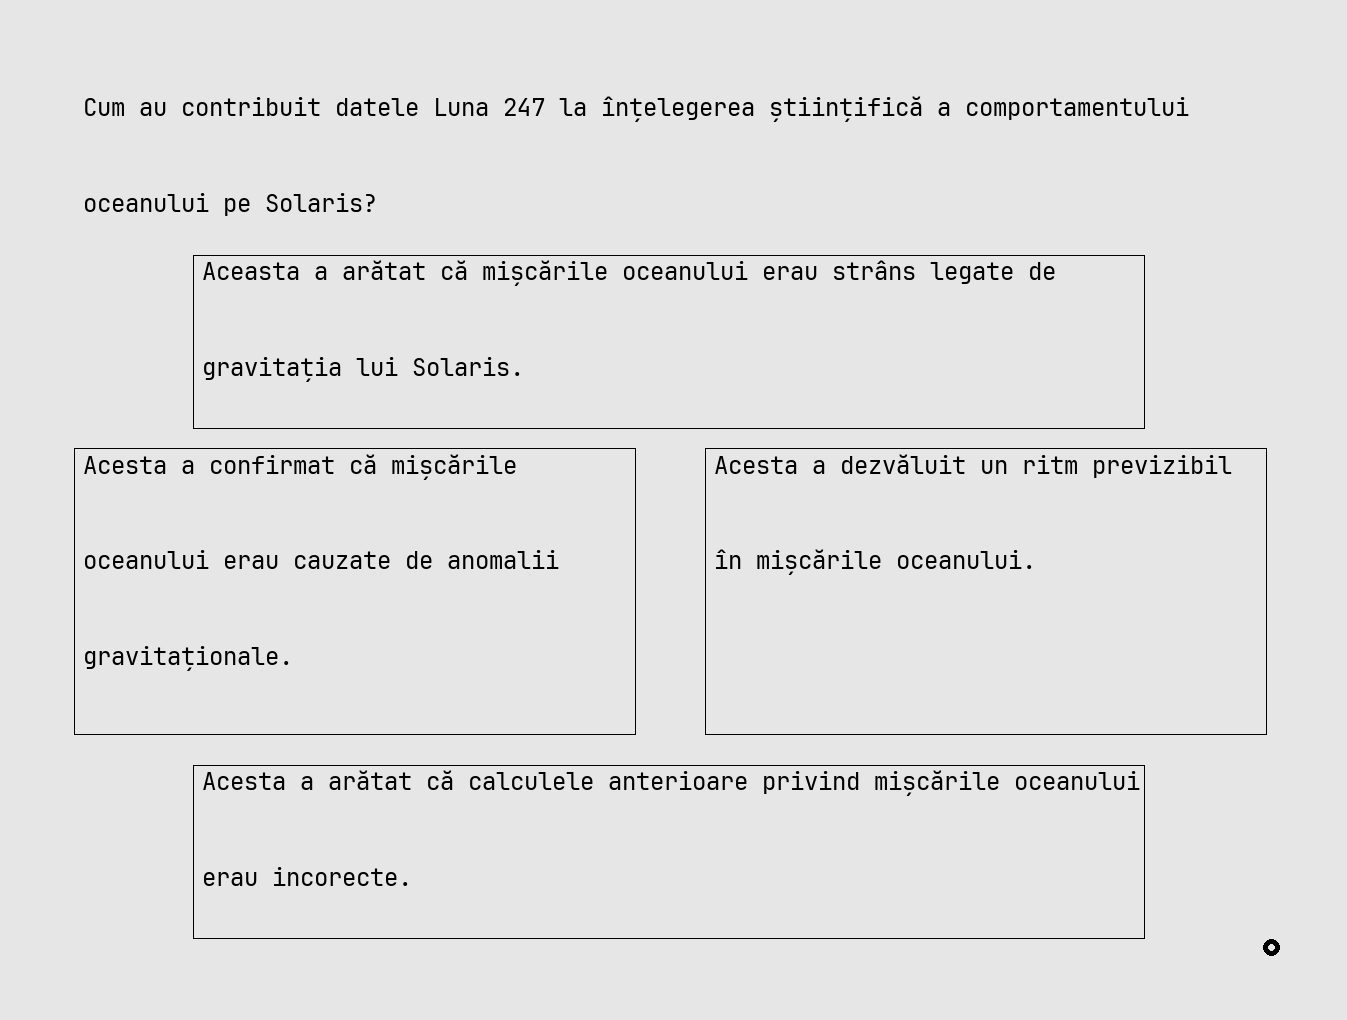 Cum au contribuit datele Luna 247 la înțelegerea științifică a comportamentului
oceanului pe Solaris?
Aceasta a arătat că mișcările oceanului erau strâns legate de
gravitația lui Solaris.
Acesta a confirmat că mișcările
oceanului erau cauzate de anomalii
gravitaționale.
Acesta a dezvăluit un ritm previzibil
în mișcările oceanului.
Acesta a arătat că calculele anterioare privind mișcările oceanului
erau incorecte.